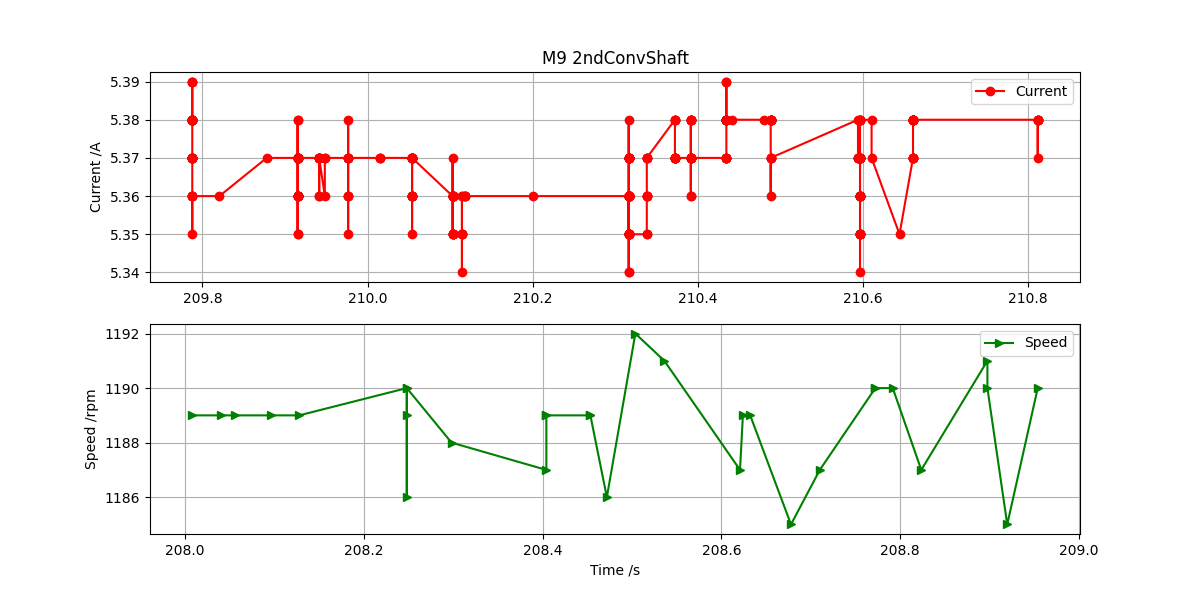 M9 2ndConvShaft
Current /A
5.39
5.38
5.37
5.36
5.35
5.34
Current
209.8 210.0 210.2 210.4 210.6 210.8
Speed /rpm
1192
1190
1188
1186
Speed
208.0 208.2 208.4 208.6 208.8 209.0
Time /s